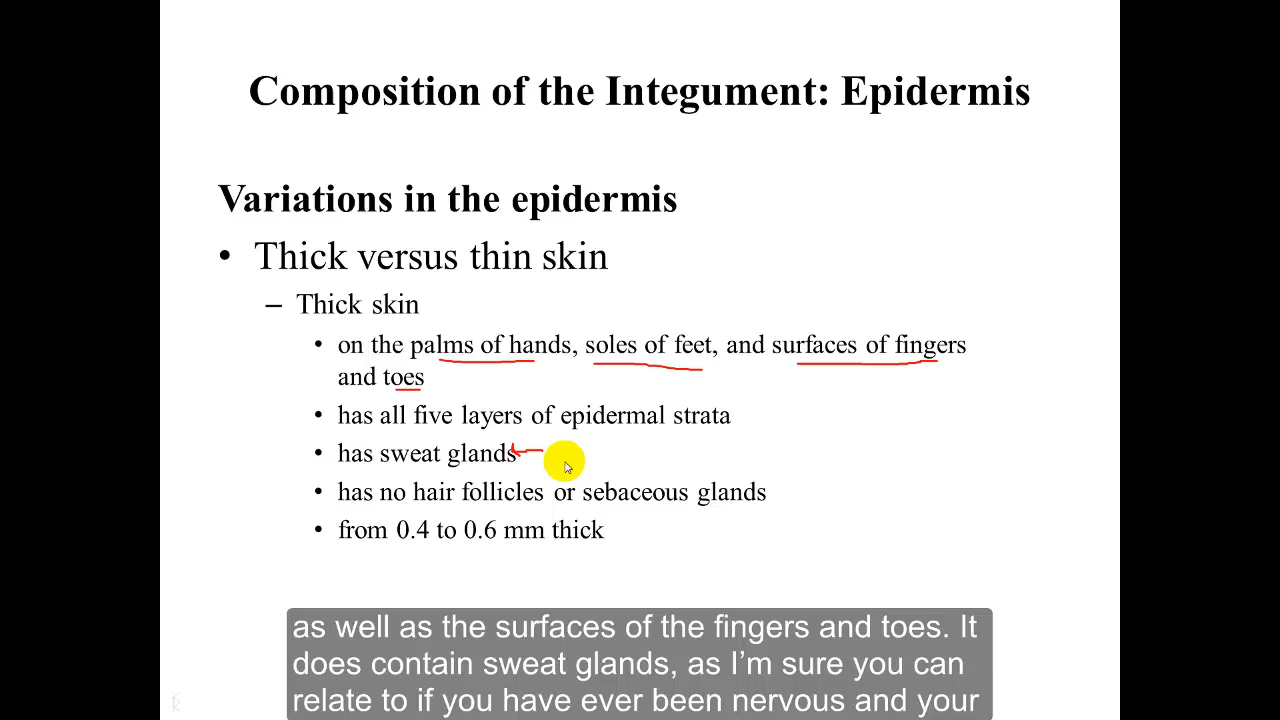 Composition of the Integument: Epidermis
Variations in the epidermis
• Thick versus thin skin
– Thick skin
• on the palms of hands, soles of feet, and surfaces of fingers
and toes
• has all five layers of epidermal strata
• has sweat glands
• has no hair follicles or sebaceous glands
• from 0.4 to 0.6 mm thick
as well as the surfaces of the fingers and toes. It
does contain sweat glands, as I’m sure you can
relate to if you have ever been nervous and your